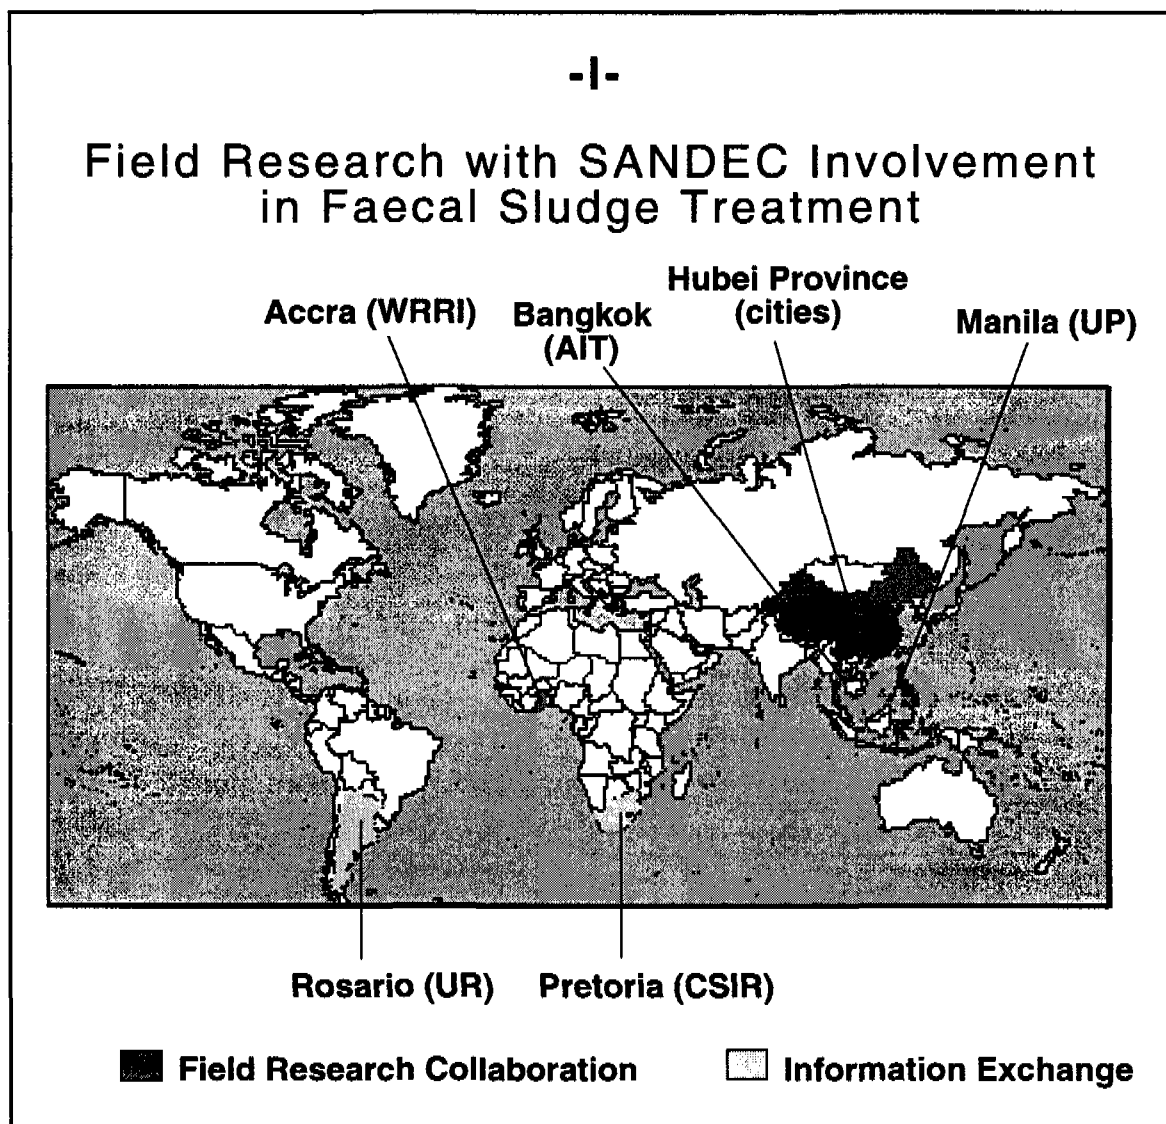 -I-
Field Research with SANDEC Involvement
in Faecal Sludge Treatment
Accra (WRRI)
Bangkok
(AIT)
Hubei Province
(cities)
Manila (UP)
Rosario (UR)
Pretoria (CSIR)
Field Research Collaboration
Information Exchange